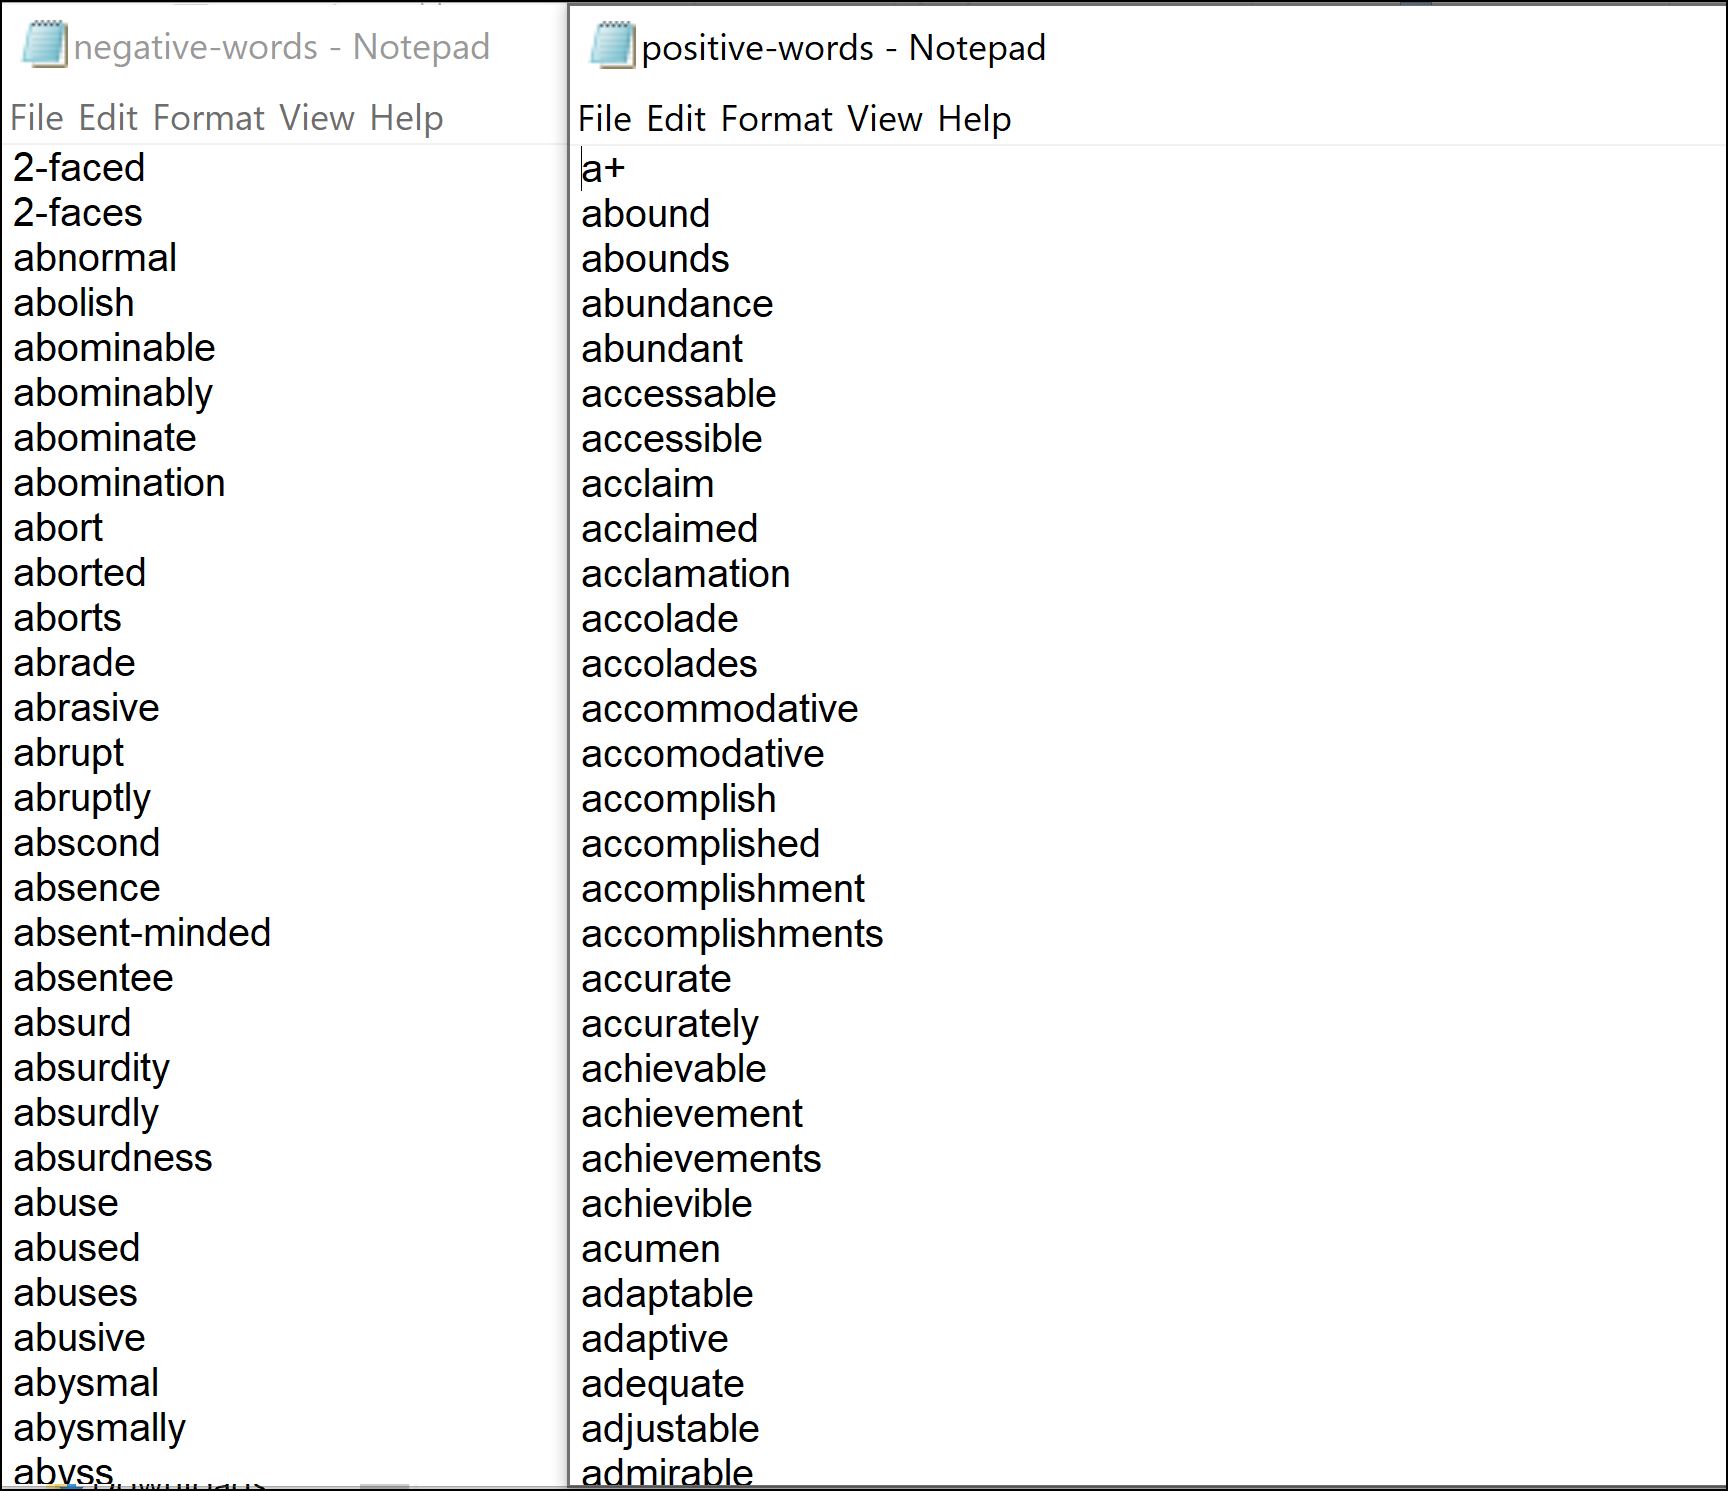 negative-words - Notepad
File Edit Format View Help
2-faced
2-faces
abnormal
abolish
abominable
abominably
abominate
abomination
abort
aborted
aborts
abrade
abrasive
abrupt
abruptly
abscond
absence
absent-minded
absentee
absurd
absurdity
absurdly
absurdness
abuse
abused
abuses
abusive
abysmal
abysmally
abyss
Downloads
positive-words - Notepad
File Edit Format View Help
a+
abound
abounds
abundance
abundant
accessable
accessible
acclaim
acclaimed
acclamation
accolade
accolades
accommodative
accomodative
accomplish
accomplished
accomplishment
accomplishments
accurate
accurately
achievable
achievement
achievements
achievible
acumen
adaptable
adaptive
adequate
adjustable
admirable